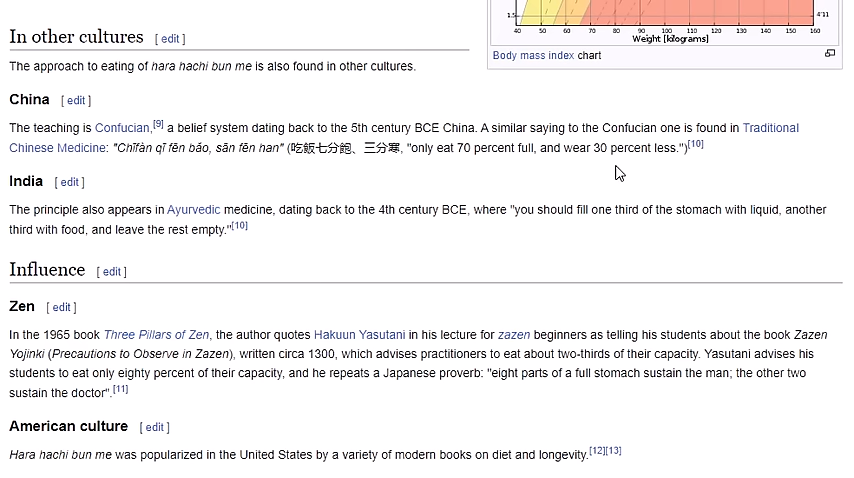 1.5
4'11
40 50 60 70 80 90 100 110 120 130 140 150 160
Weight [kilograms]
Body mass index chart
In other cultures [ edit ]
The approach to eating of hara hachi bun me is also found in other cultures.
China [ edit ]
The teaching is Confucian,[9] a belief system dating back to the 5th century BCE China. A similar saying to the Confucian one is found in Traditional
Chinese Medicine: "Chīfàn qī fēn bǎo, sān fēn han" (吃飯七分飽、三分寒, "only eat 70 percent full, and wear 30 percent less.")[10]
India [ edit ]
The principle also appears in Ayurvedic medicine, dating back to the 4th century BCE, where "you should fill one third of the stomach with liquid, another
third with food, and leave the rest empty."[10]
Influence [ edit ]
Zen [ edit ]
In the 1965 book Three Pillars of Zen, the author quotes Hakuun Yasutani in his lecture for zazen beginners as telling his students about the book Zazen
Yojinki (Precautions to Observe in Zazen), written circa 1300, which advises practitioners to eat about two-thirds of their capacity. Yasutani advises his
students to eat only eighty percent of their capacity, and he repeats a Japanese proverb: "eight parts of a full stomach sustain the man; the other two
sustain the doctor".[11]
American culture [ edit ]
Hara hachi bun me was popularized in the United States by a variety of modern books on diet and longevity.[12][13]